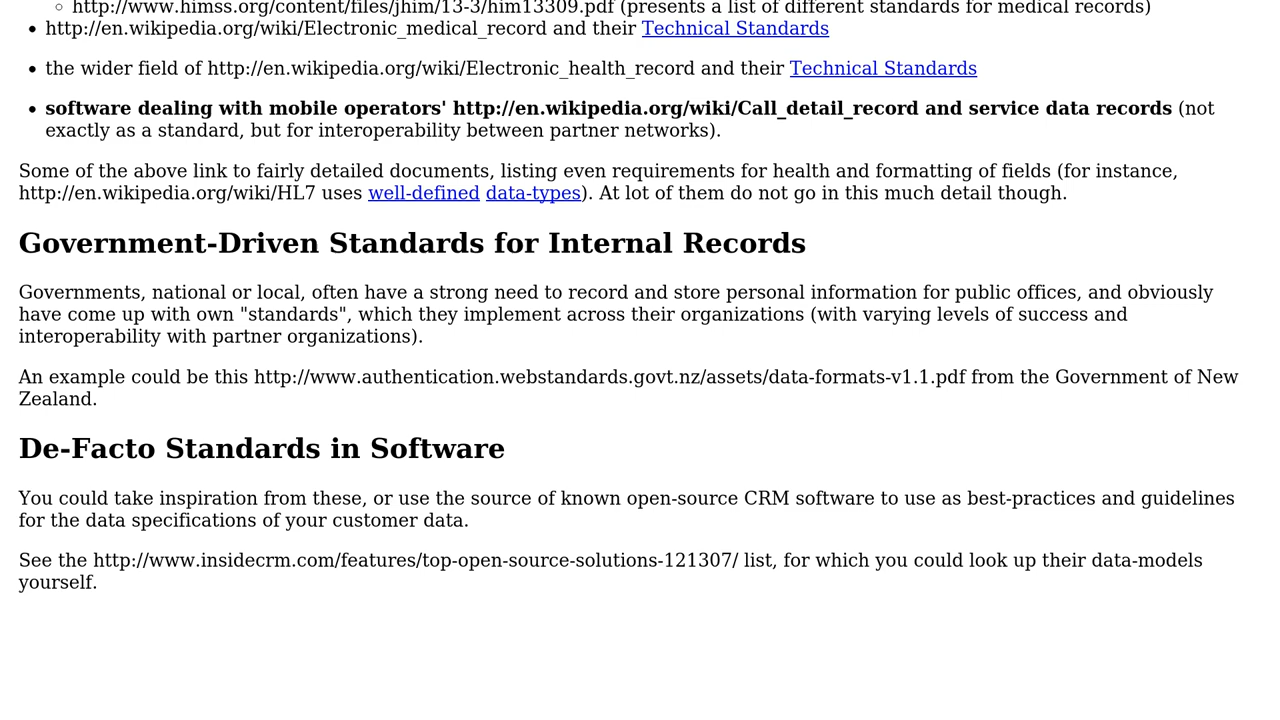 http://www.himss.org/content/files/jhim/13-3/him13309.pdf (presents a list of different standards for medical records)
http://en.wikipedia.org/wiki/Electronic_medical_record and their Technical Standards
the wider field of http://en.wikipedia.org/wiki/Electronic_health_record and their Technical Standards
software dealing with mobile operators' http://en.wikipedia.org/wiki/Call_detail_record and service data records (not
exactly as a standard, but for interoperability between partner networks).
Some of the above link to fairly detailed documents, listing even requirements for health and formatting of fields (for instance,
http://en.wikipedia.org/wiki/HL7 uses well-defined data-types). At lot of them do not go in this much detail though.
Government-Driven Standards for Internal Records
Governments, national or local, often have a strong need to record and store personal information for public offices, and obviously
have come up with own "standards", which they implement across their organizations (with varying levels of success and
interoperability with partner organizations).
An example could be this http://www.authentication.webstandards.govt.nz/assets/data-formats-v1.1.pdf from the Government of New
Zealand.
De-Facto Standards in Software
You could take inspiration from these, or use the source of known open-source CRM software to use as best-practices and guidelines
for the data specifications of your customer data.
See the http://www.insidecrm.com/features/top-open-source-solutions-121307/ list, for which you could look up their data-models
yourself.